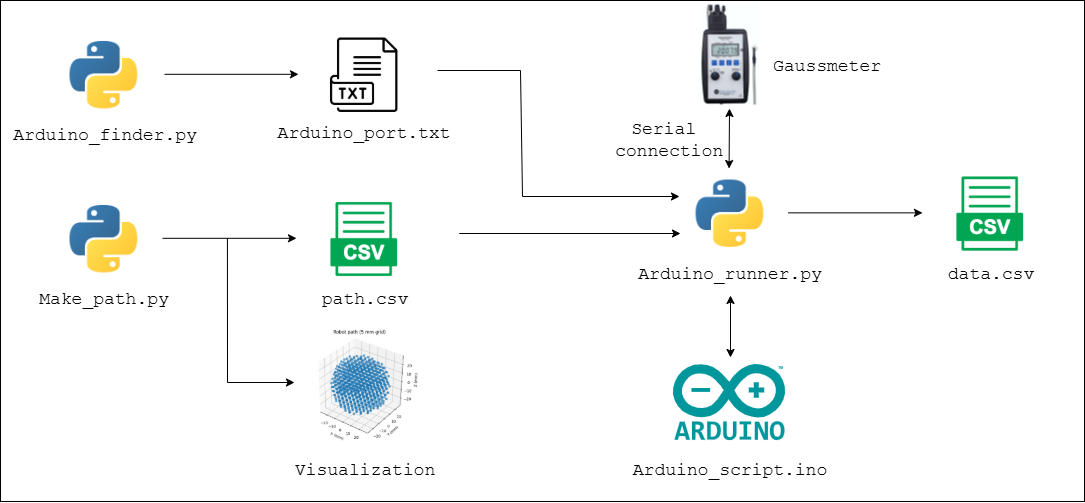 Gaussmeter
TXT
Arduino_finder.py
Arduino_port.txt
Serial
connection
CSV
CSV
Make_path.py
path.csv
Arduino_runner.py
data.csv
Robot path (5 mm grid)
ARDUINO
Visualization
Arduino_script.ino